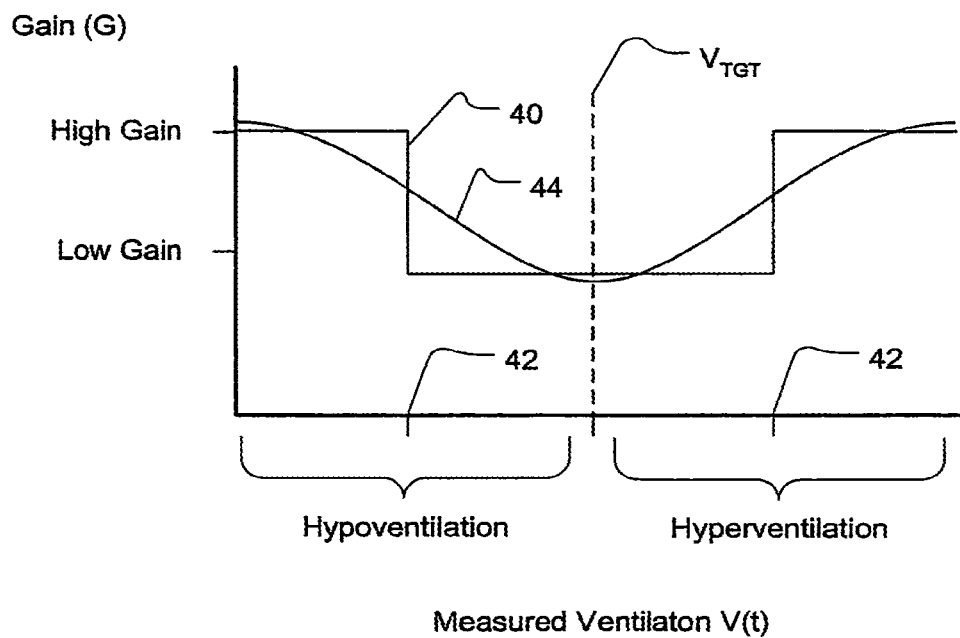 Gain (G)
V_TGT
High Gain
40
44
Low Gain
42
42
Hypoventilation
Hyperventilation
Measured Ventilaton V(t)